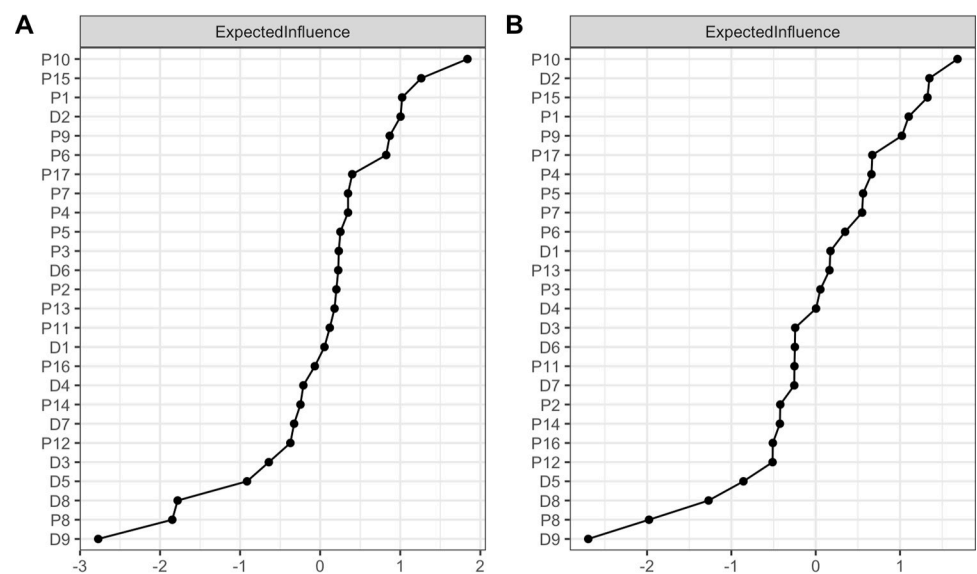 A
ExpectedInfluence
P10
P15
P1
D2
P9
P6
P17
P7
P4
P5
P3
D6
P2
P13
P11
D1
P16
D4
P14
D7
P12
D3
D5
D8
P8
D9
-3 -2 -1 0 1 2
B
ExpectedInfluence
P10
D2
P15
P1
P9
P17
P4
P5
P7
P6
D1
P13
P3
D4
D3
D6
P11
D7
P2
P14
P16
P12
D5
D8
P8
D9
-2 -1 0 1